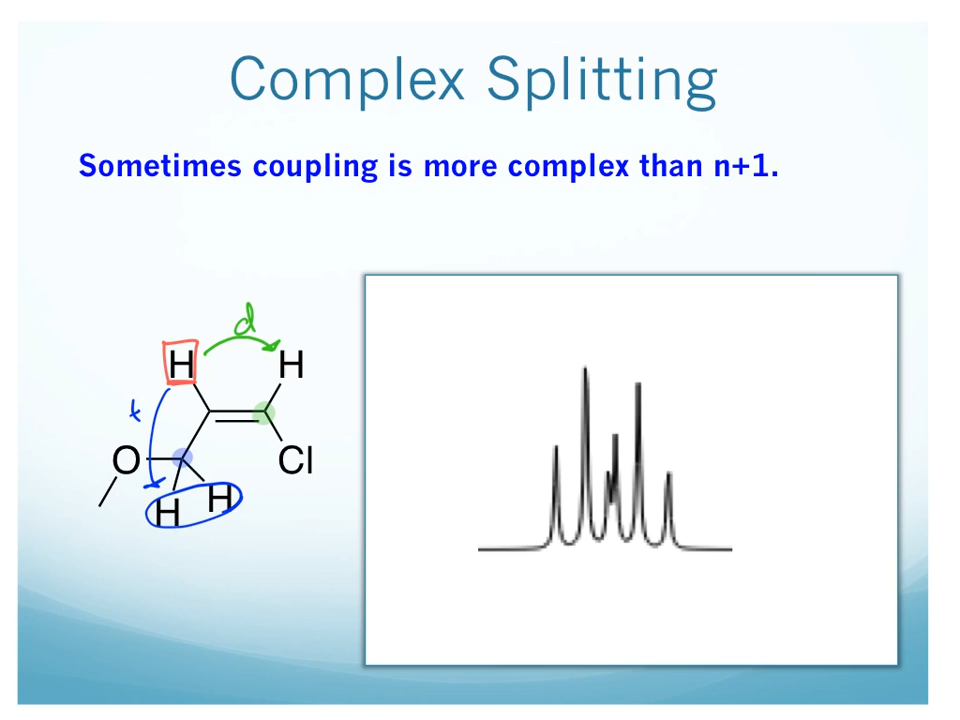 Complex Splitting
Sometimes coupling is more complex than n+1.
d
H H
t
O Cl
H H